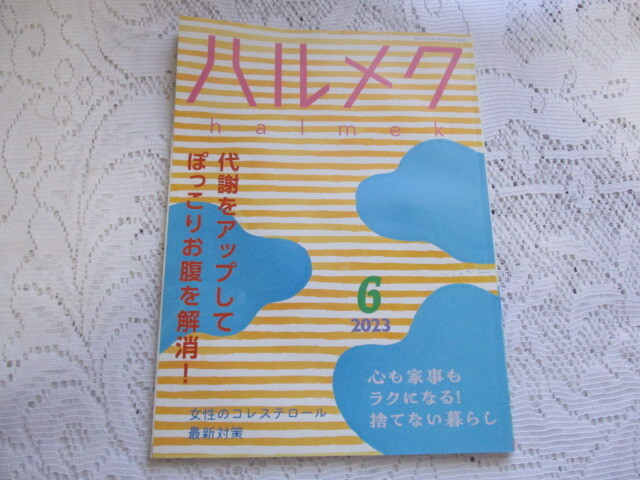 ハルメク
halmek
代謝をアップして
ぽっこりお腹を解消!
6
2023
心も家事も
ラクになる!
捨てない暮らし
女性のコレステロール
最新対策